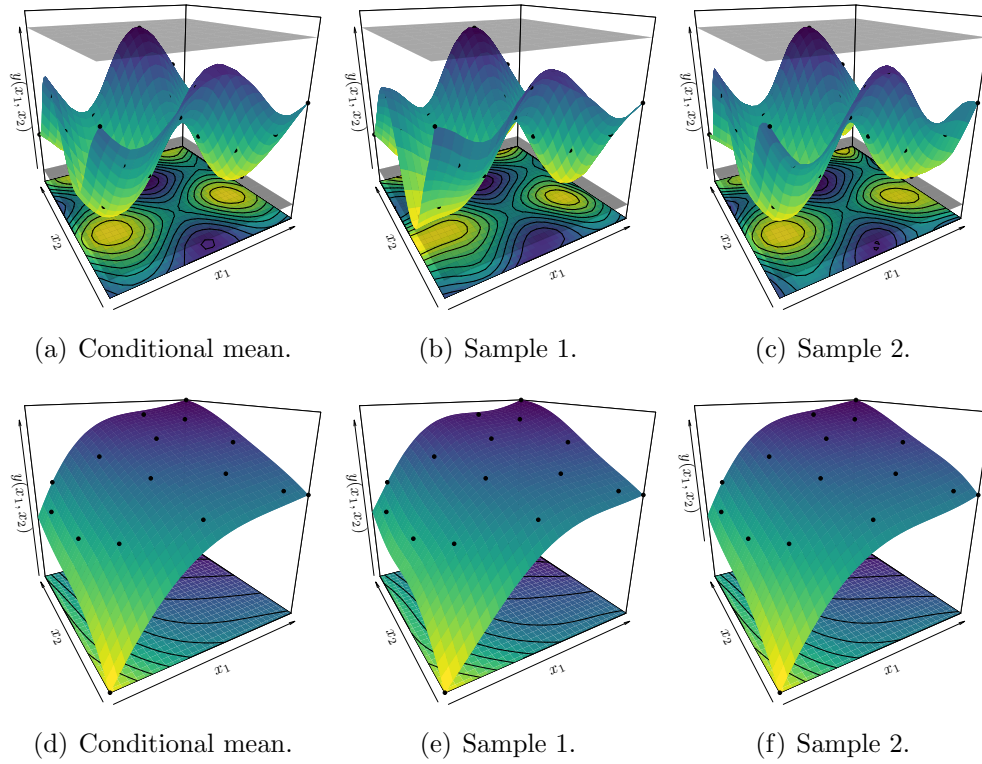 y(x₁, x₂)
x₂
x₁
y(x₁, x₂)
x₂
x₁
y(x₁, x₂)
x₂
x₁
(a) Conditional mean.
(b) Sample 1.
(c) Sample 2.
y(x₁, x₂)
x₂
x₁
y(x₁, x₂)
x₂
x₁
y(x₁, x₂)
x₂
x₁
(d) Conditional mean.
(e) Sample 1.
(f) Sample 2.